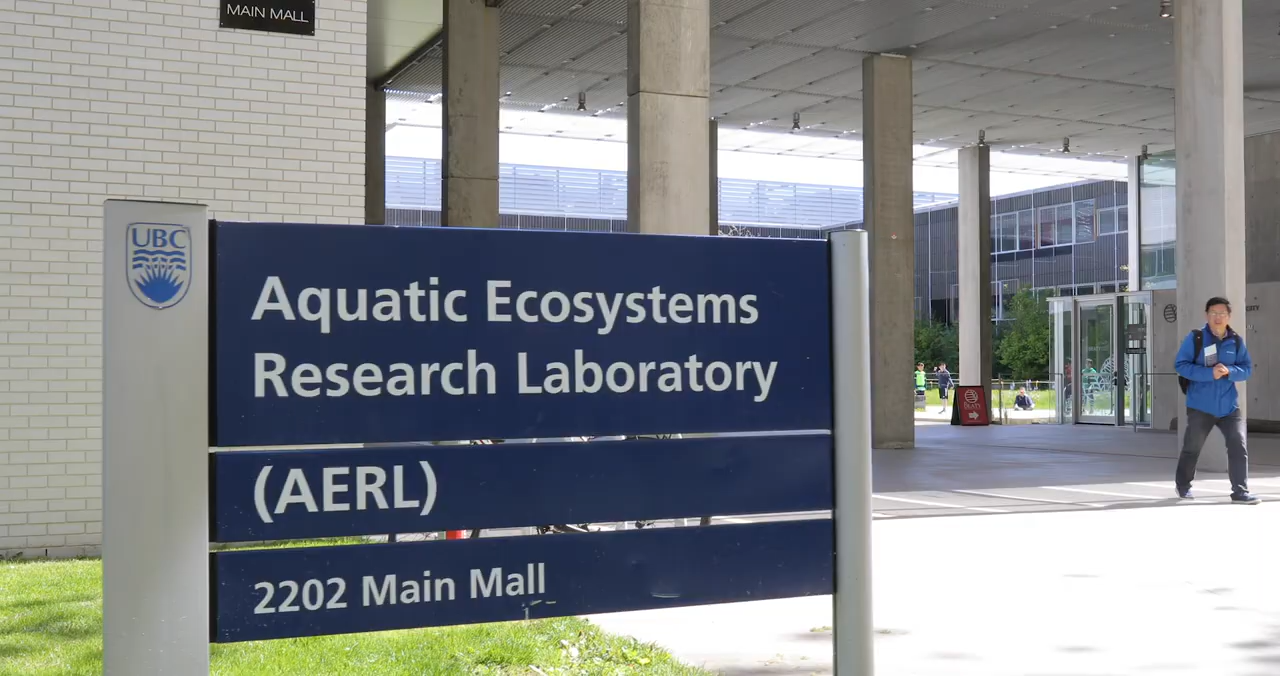 MAIN MALL
UBC
Aquatic Ecosystems
Research Laboratory
(AERL)
2202 Main Mall